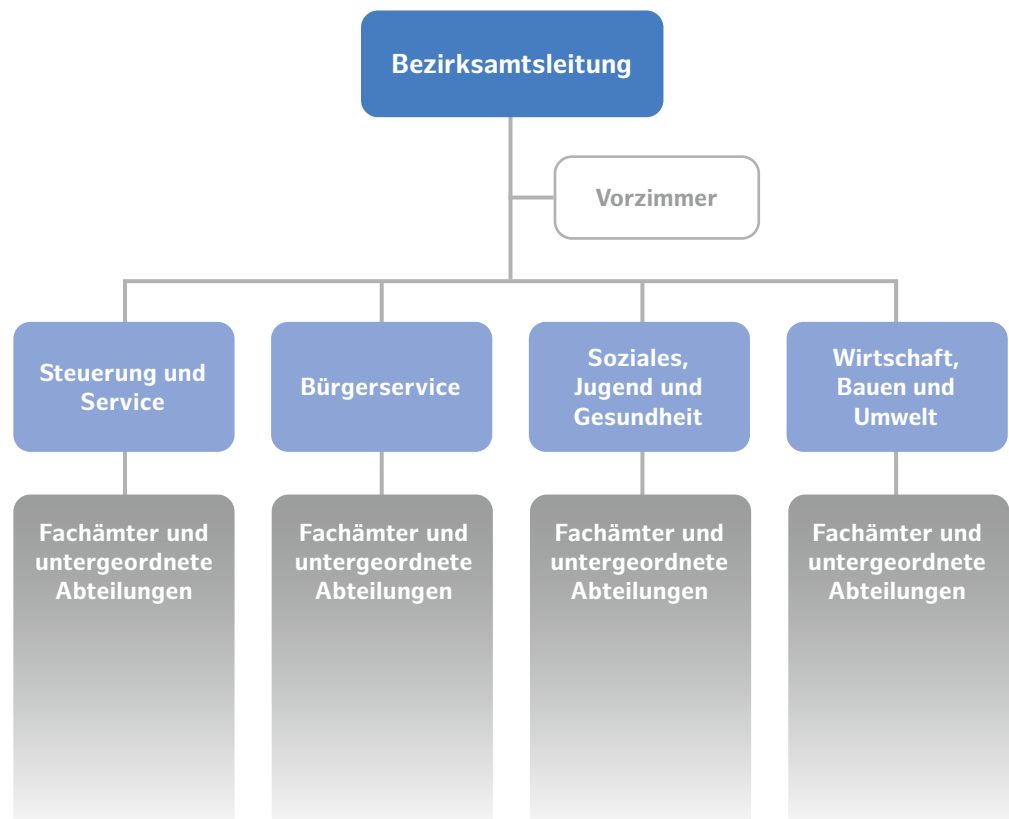 Bezirksamtsleitung
Vorzimmer
Steuerung und
Service
Bürgerservice
Soziales,
Jugend und
Gesundheit
Wirtschaft,
Bauen und
Umwelt
Fachämter und
untergeordnete
Abteilungen
Fachämter und
untergeordnete
Abteilungen
Fachämter und
untergeordnete
Abteilungen
Fachämter und
untergeordnete
Abteilungen